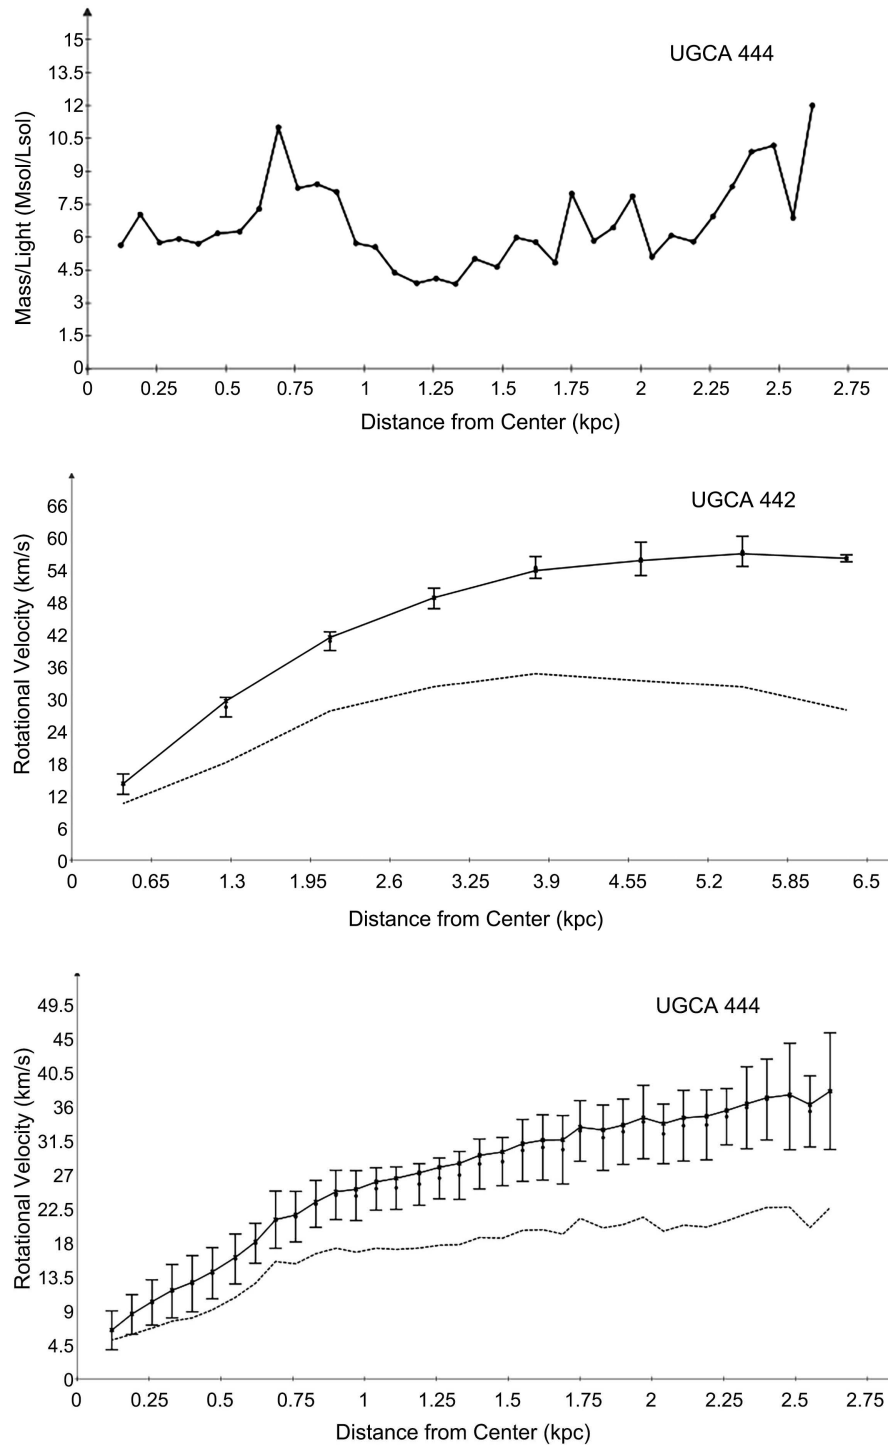 UGCA 444
15
13.5
12
10.5
9
7.5
6
4.5
3
1.5
0
Mass/Light (Msol/Lsol)
0 0.25 0.5 0.75 1 1.25 1.5 1.75 2 2.25 2.5 2.75
Distance from Center (kpc)
UGCA 442
66
60
54
48
42
36
30
24
18
12
6
0
Rotational Velocity (km/s)
0 0.65 1.3 1.95 2.6 3.25 3.9 4.55 5.2 5.85 6.5
Distance from Center (kpc)
UGCA 444
49.5
45
40.5
36
31.5
27
22.5
18
13.5
9
4.5
0
Rotational Velocity (km/s)
0 0.25 0.5 0.75 1 1.25 1.5 1.75 2 2.25 2.5 2.75
Distance from Center (kpc)